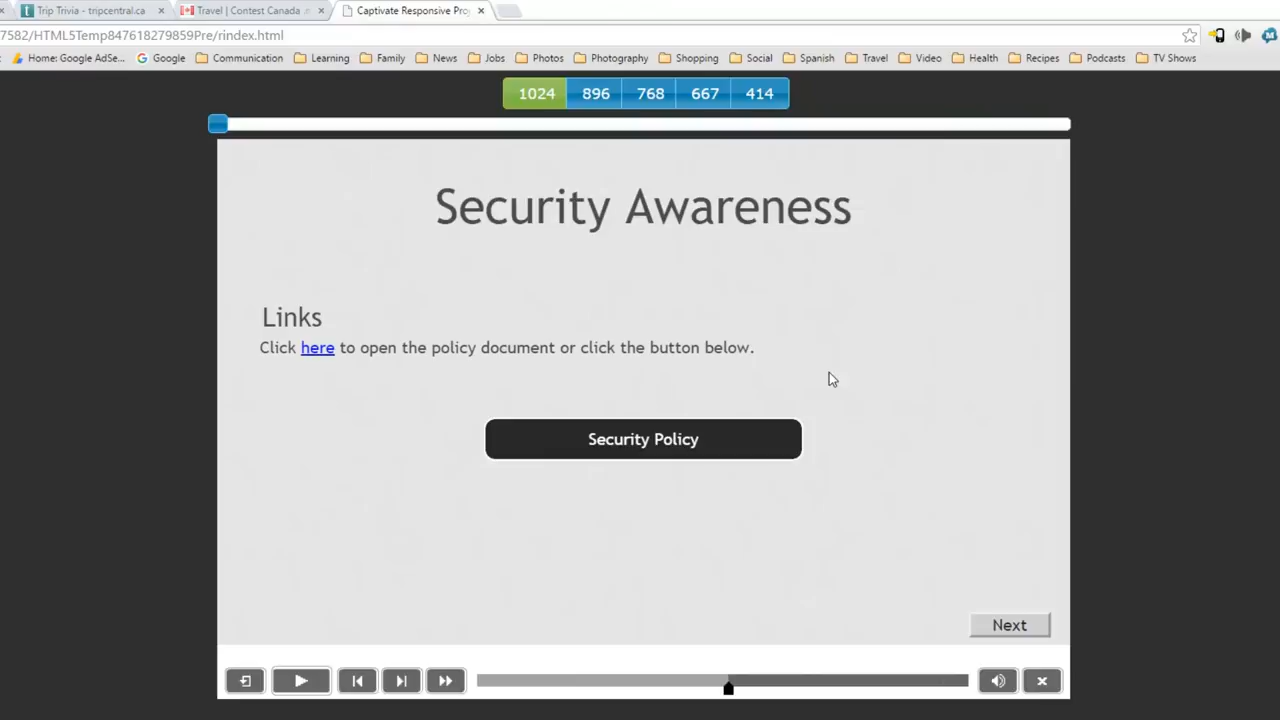 Trip Trivia - tripcentral.ca
Travel | Contest Canada
Captivate Responsive Pro
7582/HTML5Temp847618279859Pre/rindex.html
Home: Google AdSe... Google Communication Learning Family News Jobs Photos Photography Shopping Social Spanish Travel Video Health Recipes Podcasts TV Shows
1024 896 768 667 414
Security Awareness
Links
Click here to open the policy document or click the button below.
Security Policy
Next